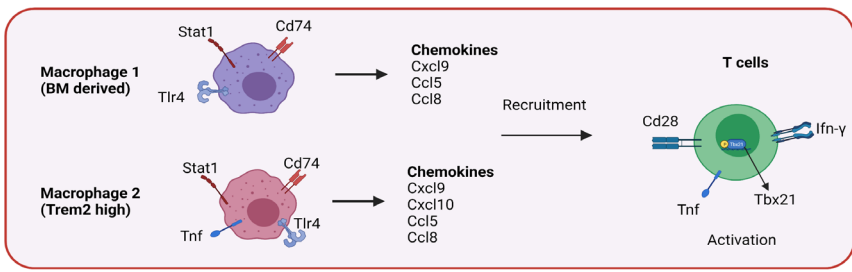 Stat1
Cd74
Macrophage 1
(BM derived)
Tlr4
Chemokines
Cxcl9
Ccl5
Ccl8
Recruitment
T cells
Cd28
Ifn-γ
Tbx21
Tnf
Tbx21
Activation
Stat1
Cd74
Macrophage 2
(Trem2 high)
Tnf
Tlr4
Chemokines
Cxcl9
Cxcl10
Ccl5
Ccl8